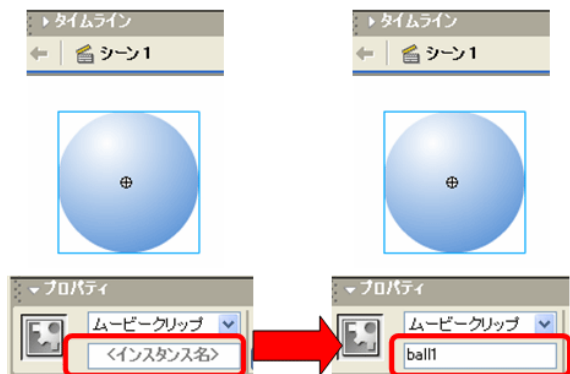 タイムライン
シーン1
プロパティ
ムービークリップ
<インスタンス名>
タイムライン
シーン1
プロパティ
ムービークリップ
ball1